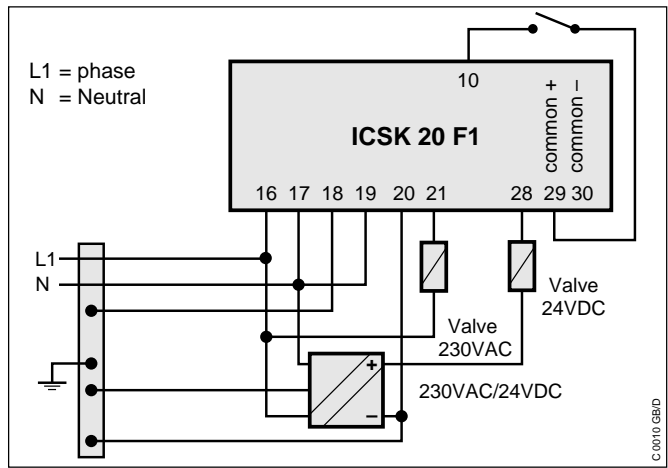 L1 = phase
N = Neutral
10
common +
common –
ICSK 20 F1
16 17 18 19 20 21 28 29 30
L1
N
Valve
24VDC
Valve
230VAC
+
–
230VAC/24VDC
C 0010 GB/D